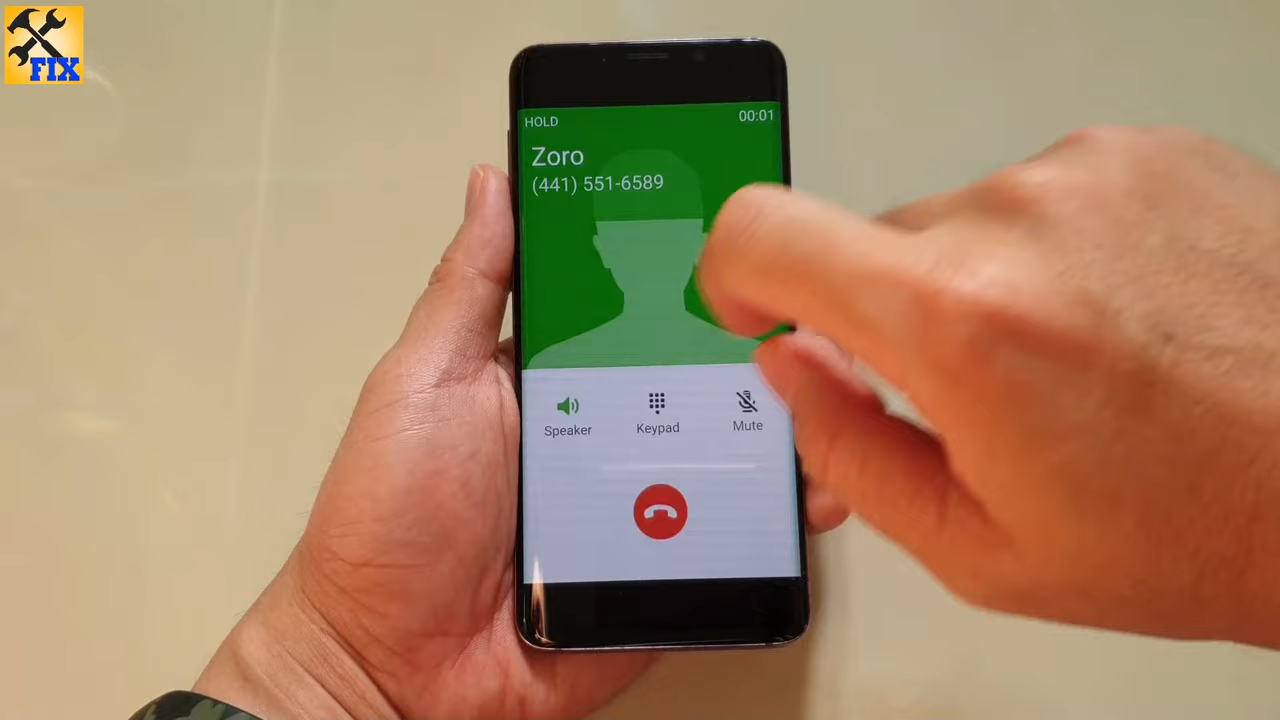 FIX
HOLD
00:01
Zoro
(441) 551-6589
Speaker
Keypad
Mute